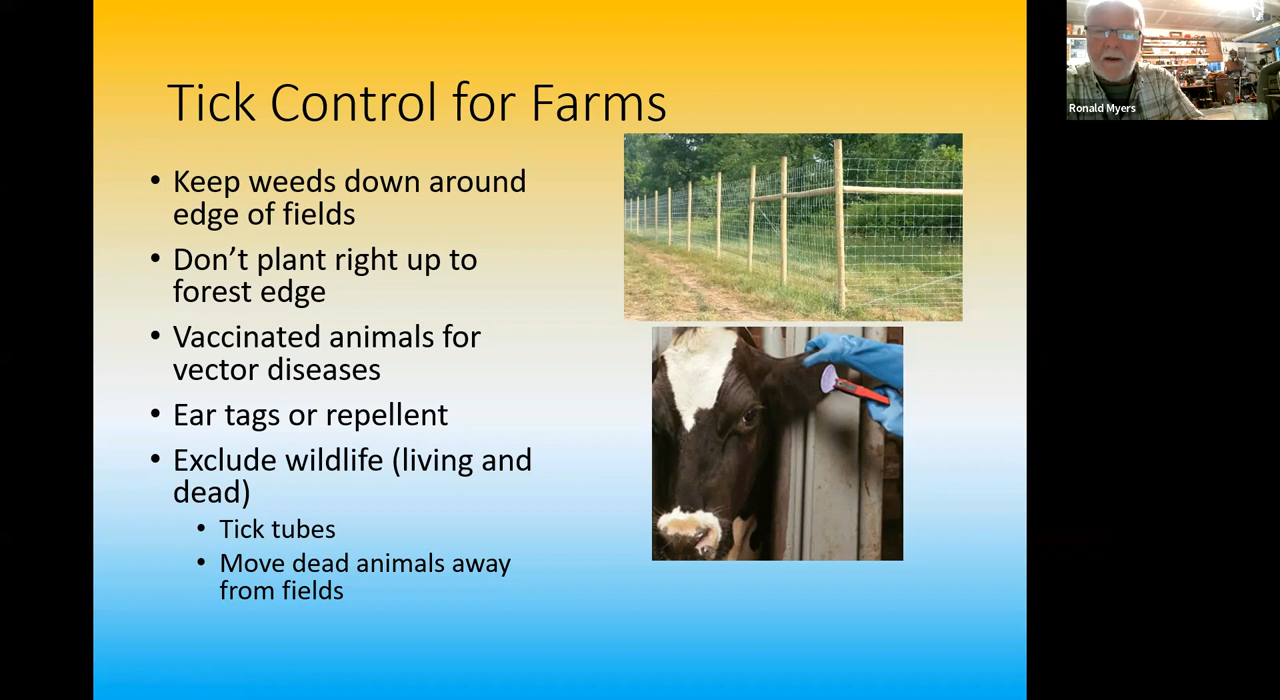 Tick Control for Farms
• Keep weeds down around
edge of fields
• Don’t plant right up to
forest edge
• Vaccinated animals for
vector diseases
• Ear tags or repellent
• Exclude wildlife (living and
dead)
• Tick tubes
• Move dead animals away
from fields
Ronald Myers